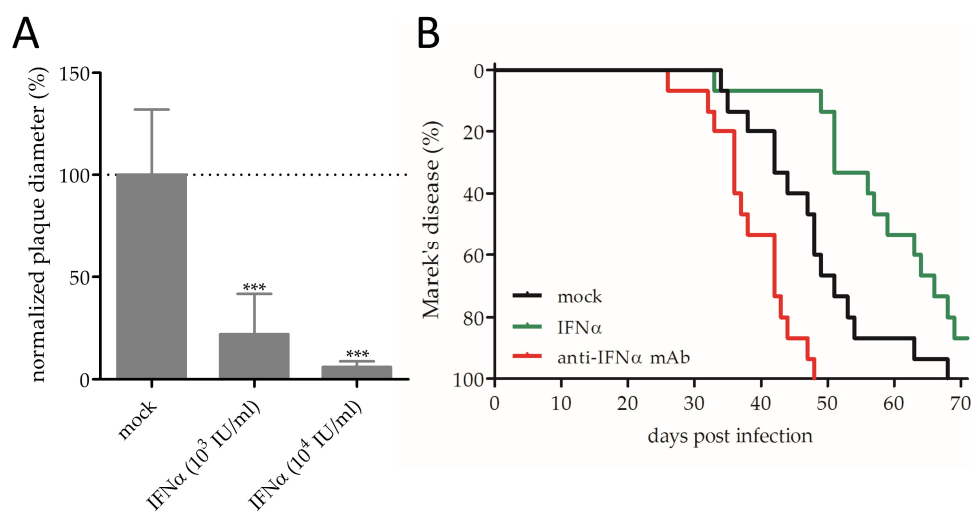 A
normalized plaque diameter (%)
150
100
50
0
***
***
mock
IFNα (10³ IU/ml)
IFNα (10⁴ IU/ml)
B
Marek's disease (%)
0
20
40
60
80
100
mock
IFNα
anti-IFNα mAb
0 10 20 30 40 50 60 70
days post infection